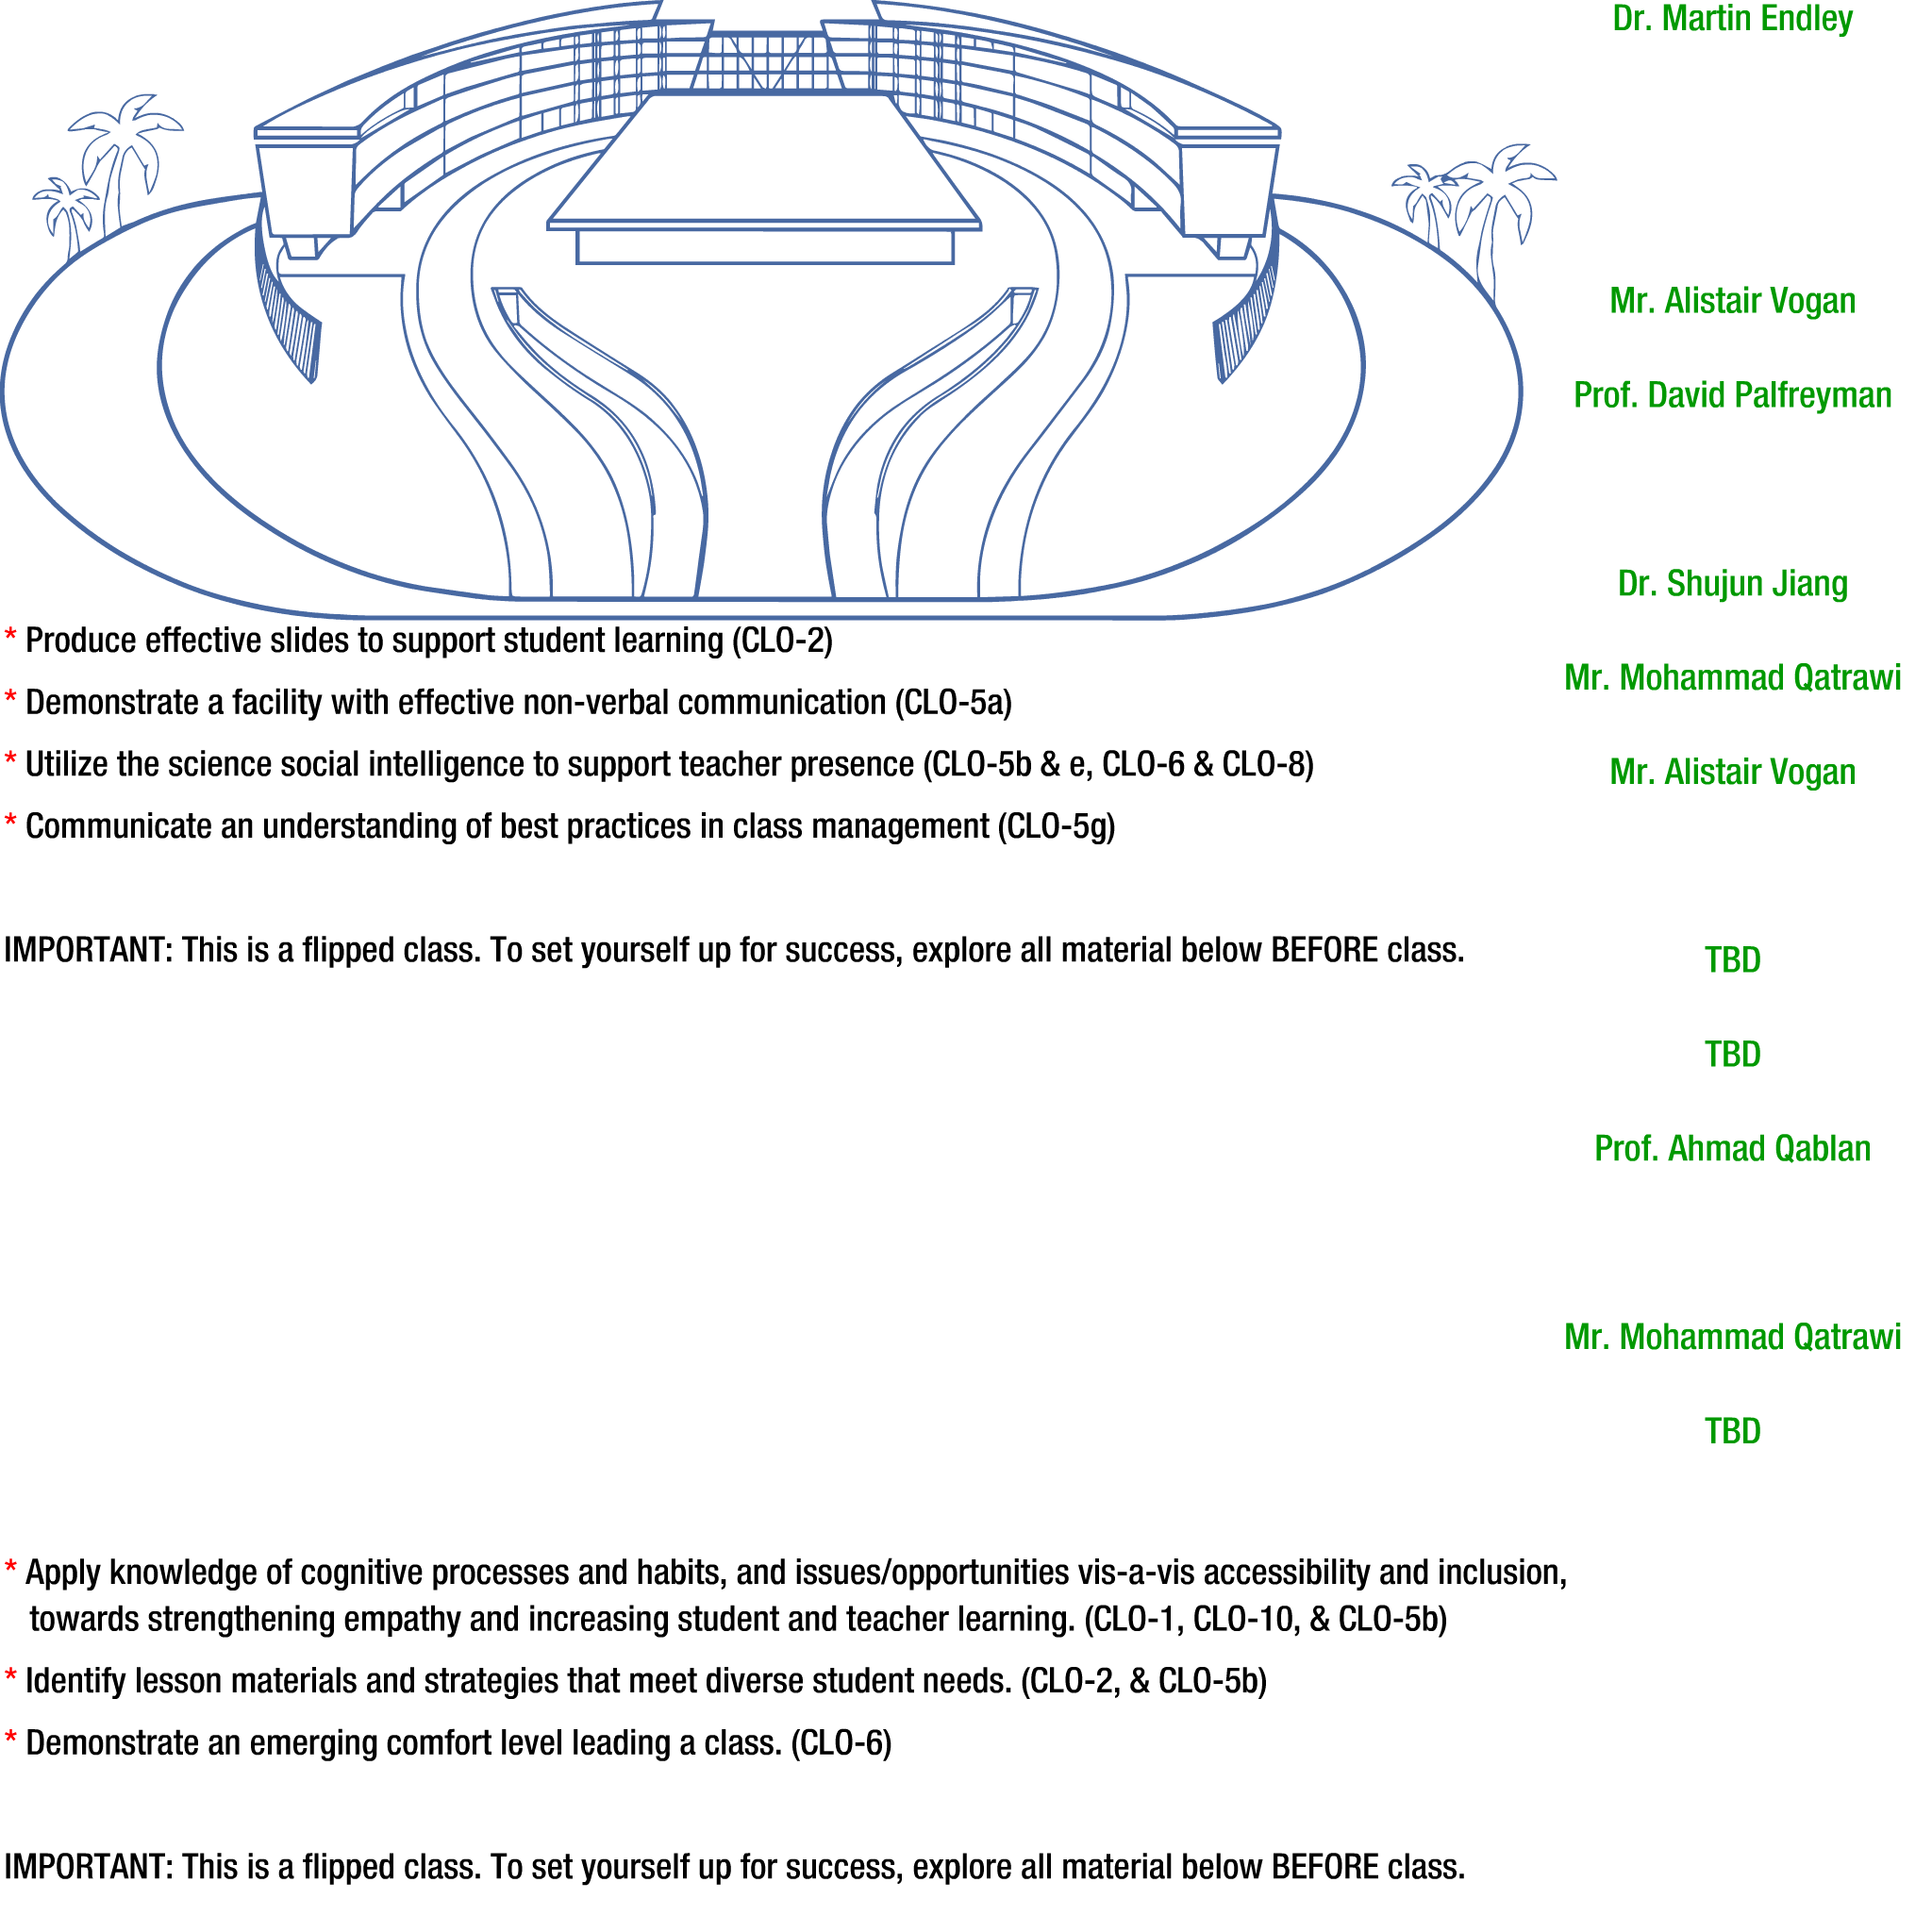 Dr. Martin Endley
Mr. Alistair Vogan
Prof. David Palfreyman
Dr. Shujun Jiang
* Produce effective slides to support student learning (CLO-2)
Mr. Mohammad Qatrawi
* Demonstrate a facility with effective non-verbal communication (CLO-5a)
* Utilize the science social intelligence to support teacher presence (CLO-5b & e, CLO-6 & CLO-8)
Mr. Alistair Vogan
* Communicate an understanding of best practices in class management (CLO-5g)
IMPORTANT: This is a flipped class. To set yourself up for success, explore all material below BEFORE class.
TBD
TBD
Prof. Ahmad Qablan
Mr. Mohammad Qatrawi
TBD
* Apply knowledge of cognitive processes and habits, and issues/opportunities vis-a-vis accessibility and inclusion,
towards strengthening empathy and increasing student and teacher learning. (CLO-1, CLO-10, & CLO-5b)
* Identify lesson materials and strategies that meet diverse student needs. (CLO-2, & CLO-5b)
* Demonstrate an emerging comfort level leading a class. (CLO-6)
IMPORTANT: This is a flipped class. To set yourself up for success, explore all material below BEFORE class.